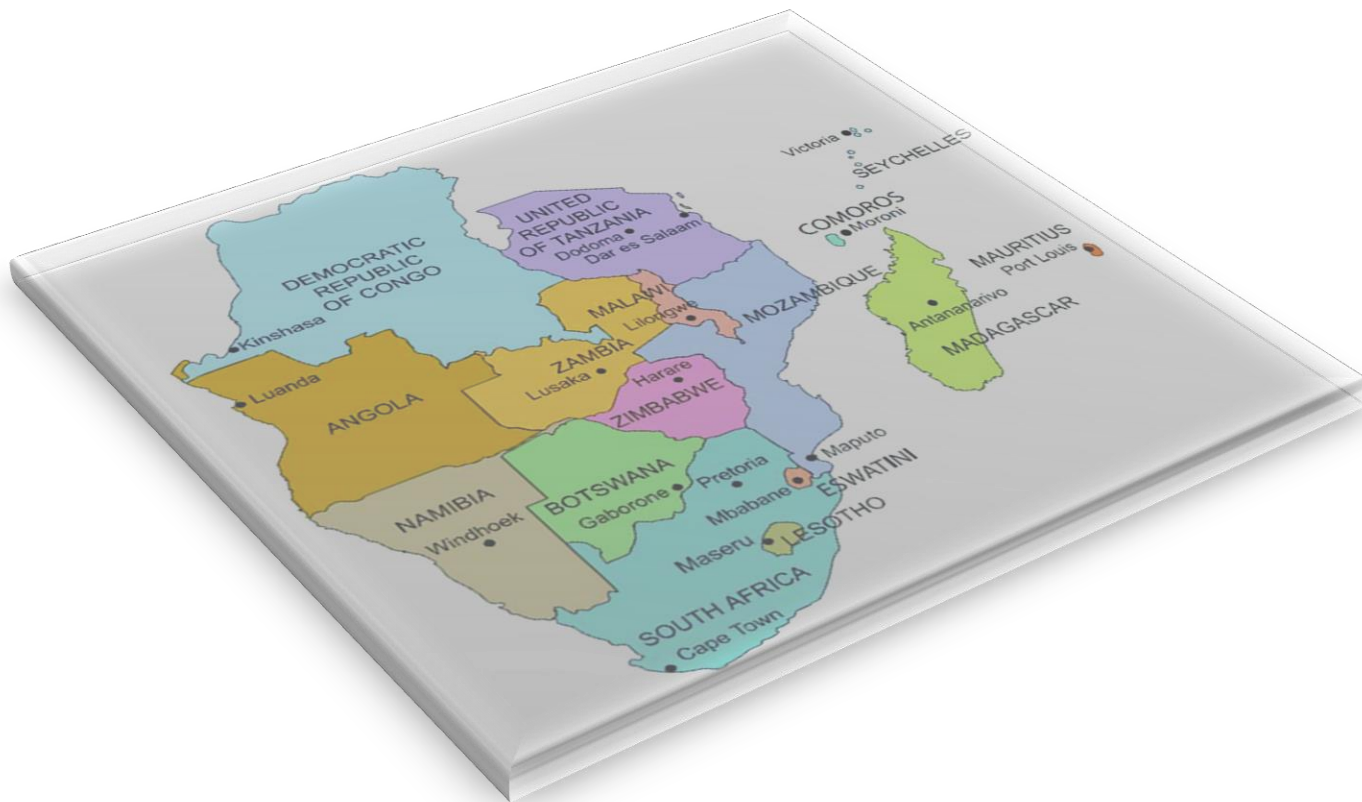 Victoria
SEYCHELLES
COMOROS
Moroni
MAURITIUS
Port Louis
UNITED
REPUBLIC
OF TANZANIA
Dodoma
Dar es Salaam
DEMOCRATIC
REPUBLIC
OF CONGO
Kinshasa
MALAWI
Lilongwe
MOZAMBIQUE
Antananarivo
MADAGASCAR
Luanda
ANGOLA
ZAMBIA
Lusaka
Harare
ZIMBABWE
NAMIBIA
Windhoek
BOTSWANA
Gaborone
Pretoria
Maputo
Mbabane
ESWATINI
Maseru
LESOTHO
SOUTH AFRICA
Cape Town